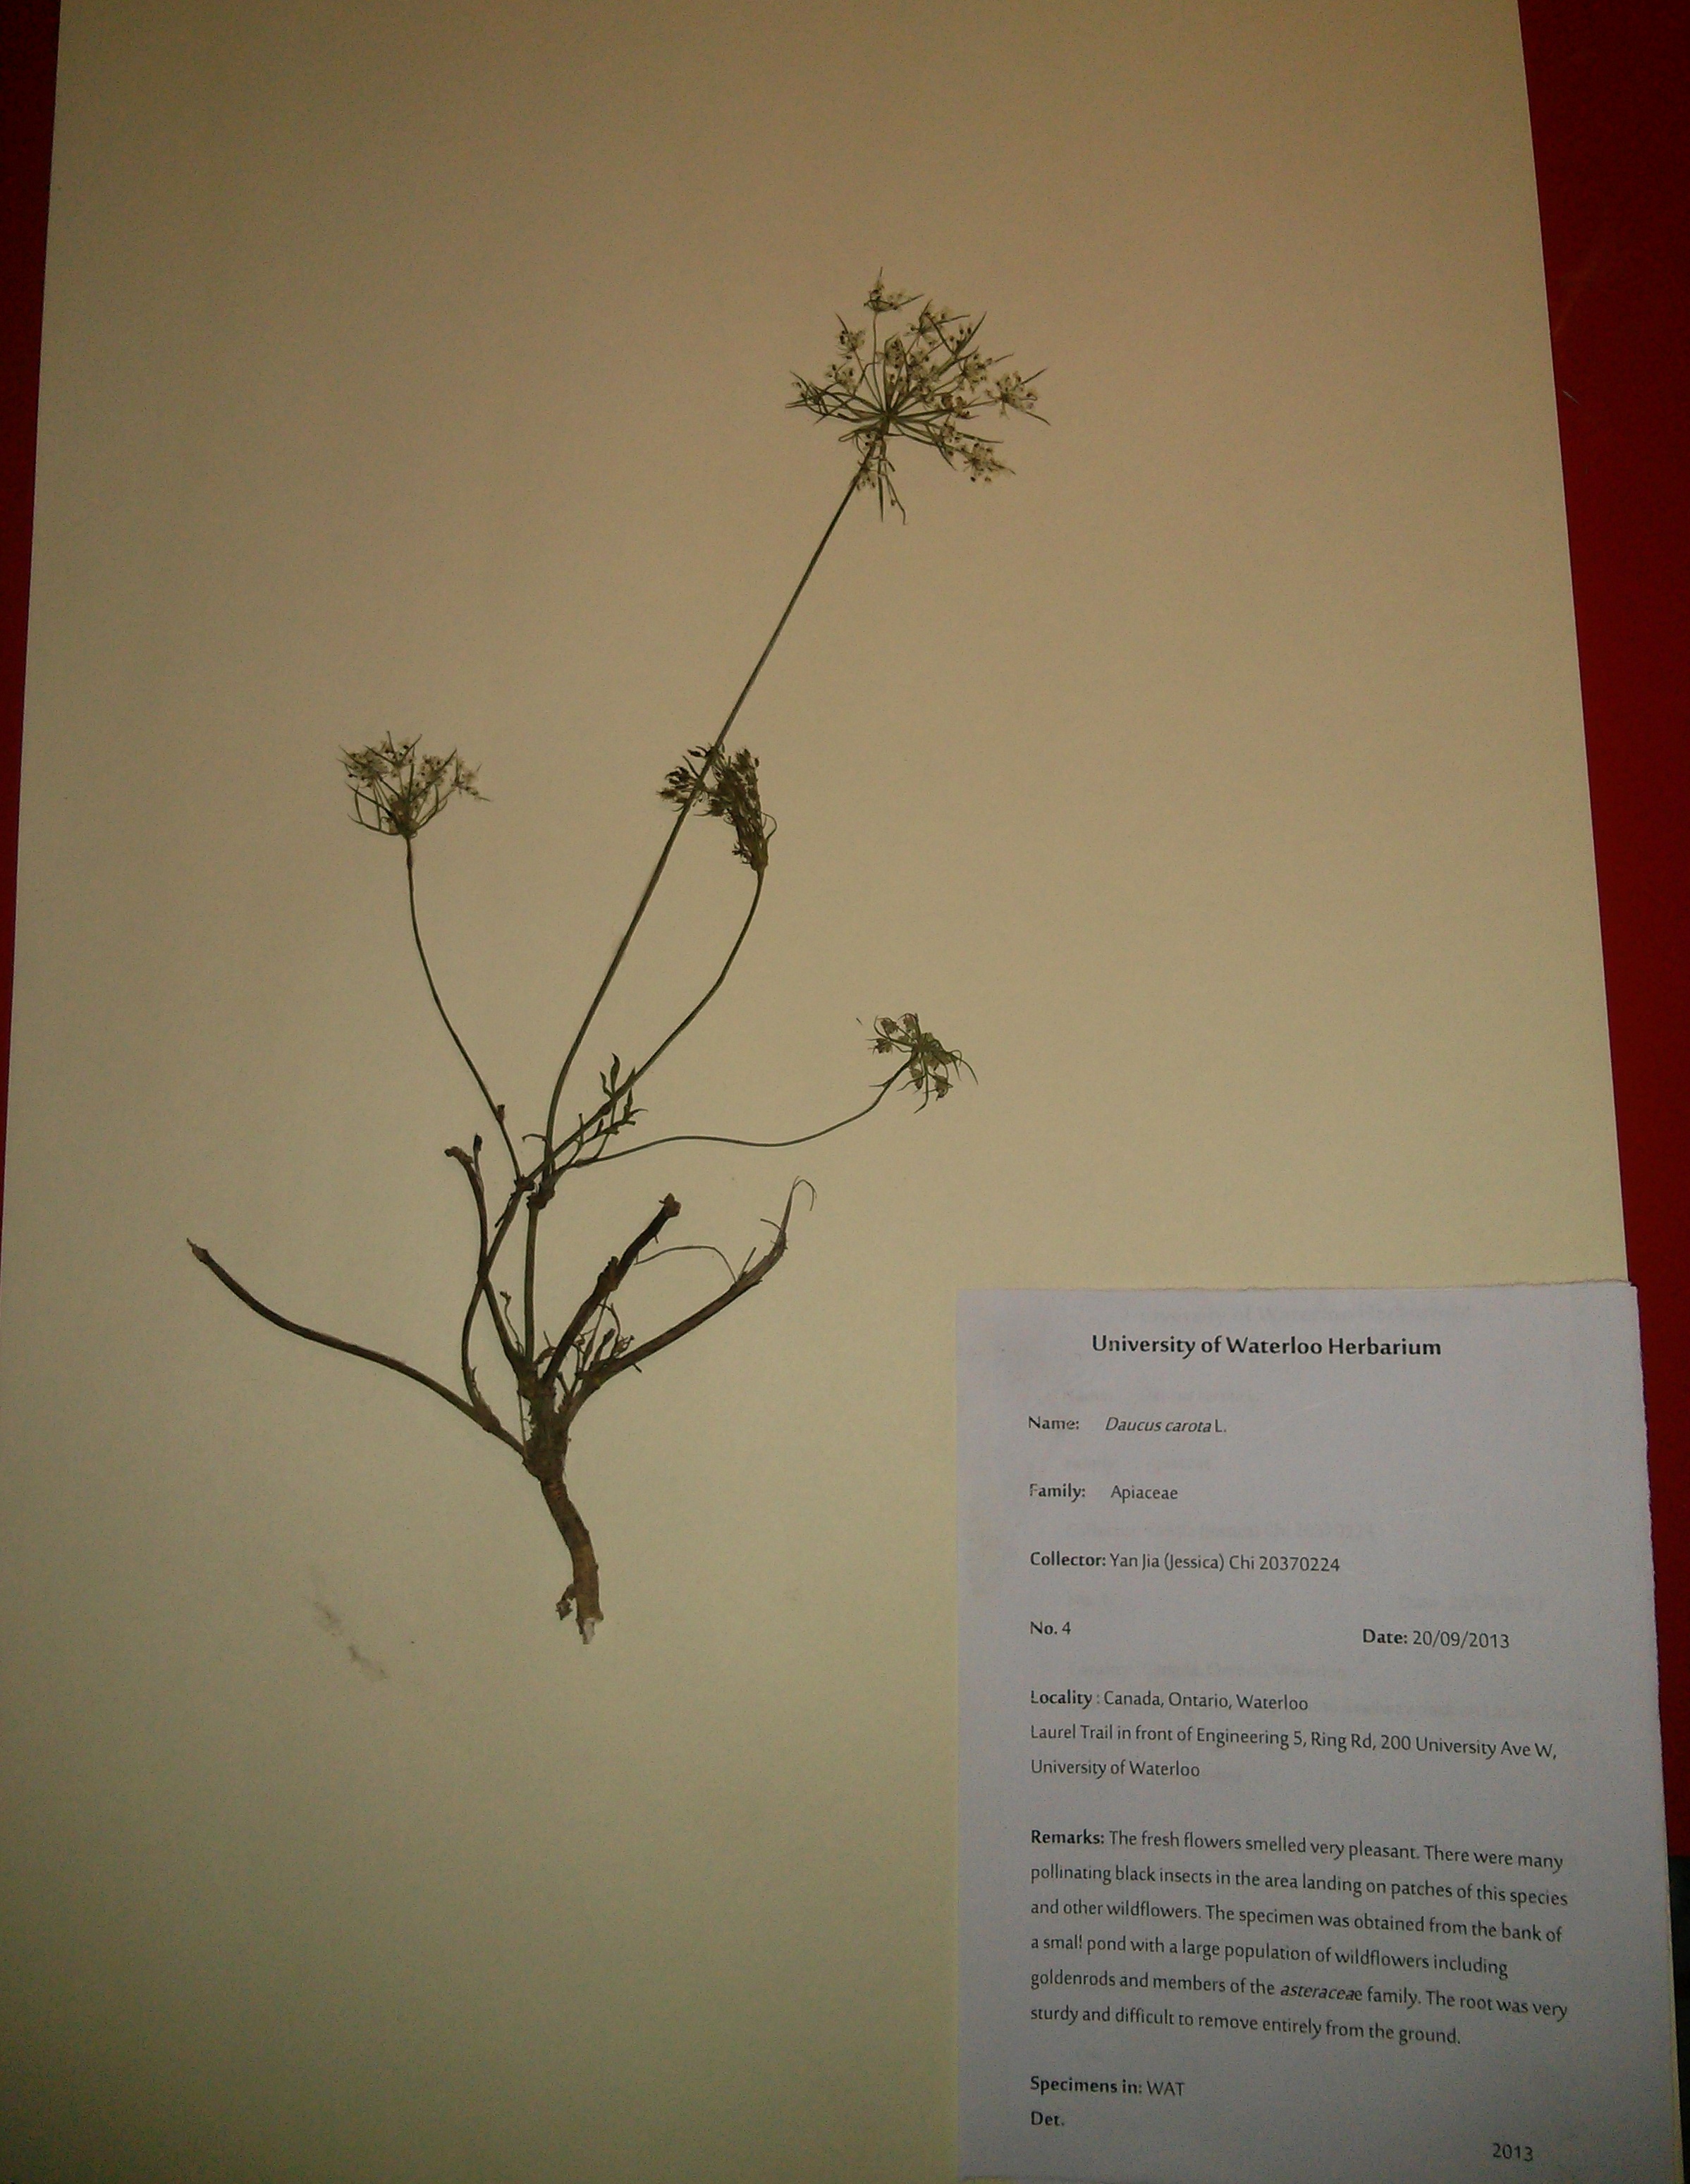 University of Waterloo Herbarium
Name: Daucus carota L.
Family: Apiaceae
Collector: Yan Jia (Jessica) Chi 20370224
No. 4 Date: 20/09/2013
Locality : Canada, Ontario, Waterloo
Laurel Trail in front of Engineering 5, Ring Rd, 200 University Ave W,
University of Waterloo
Remarks: The fresh flowers smelled very pleasant. There were many
pollinating black insects in the area landing on patches of this species
and other wildflowers. The specimen was obtained from the bank of
a small pond with a large population of wildflowers including
goldenrods and members of the asteraceae family. The root was very
sturdy and difficult to remove entirely from the ground.
Specimens in: WAT
Det.
2013